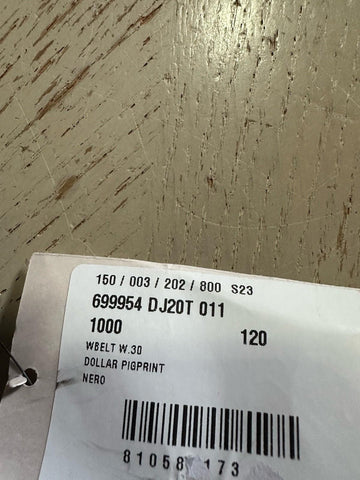 150 / 003 / 202 / 800 S23
699954 DJ20T 011
1000 120
WBELT W.30
DOLLAR PIGPRINT
NERO
81058 173